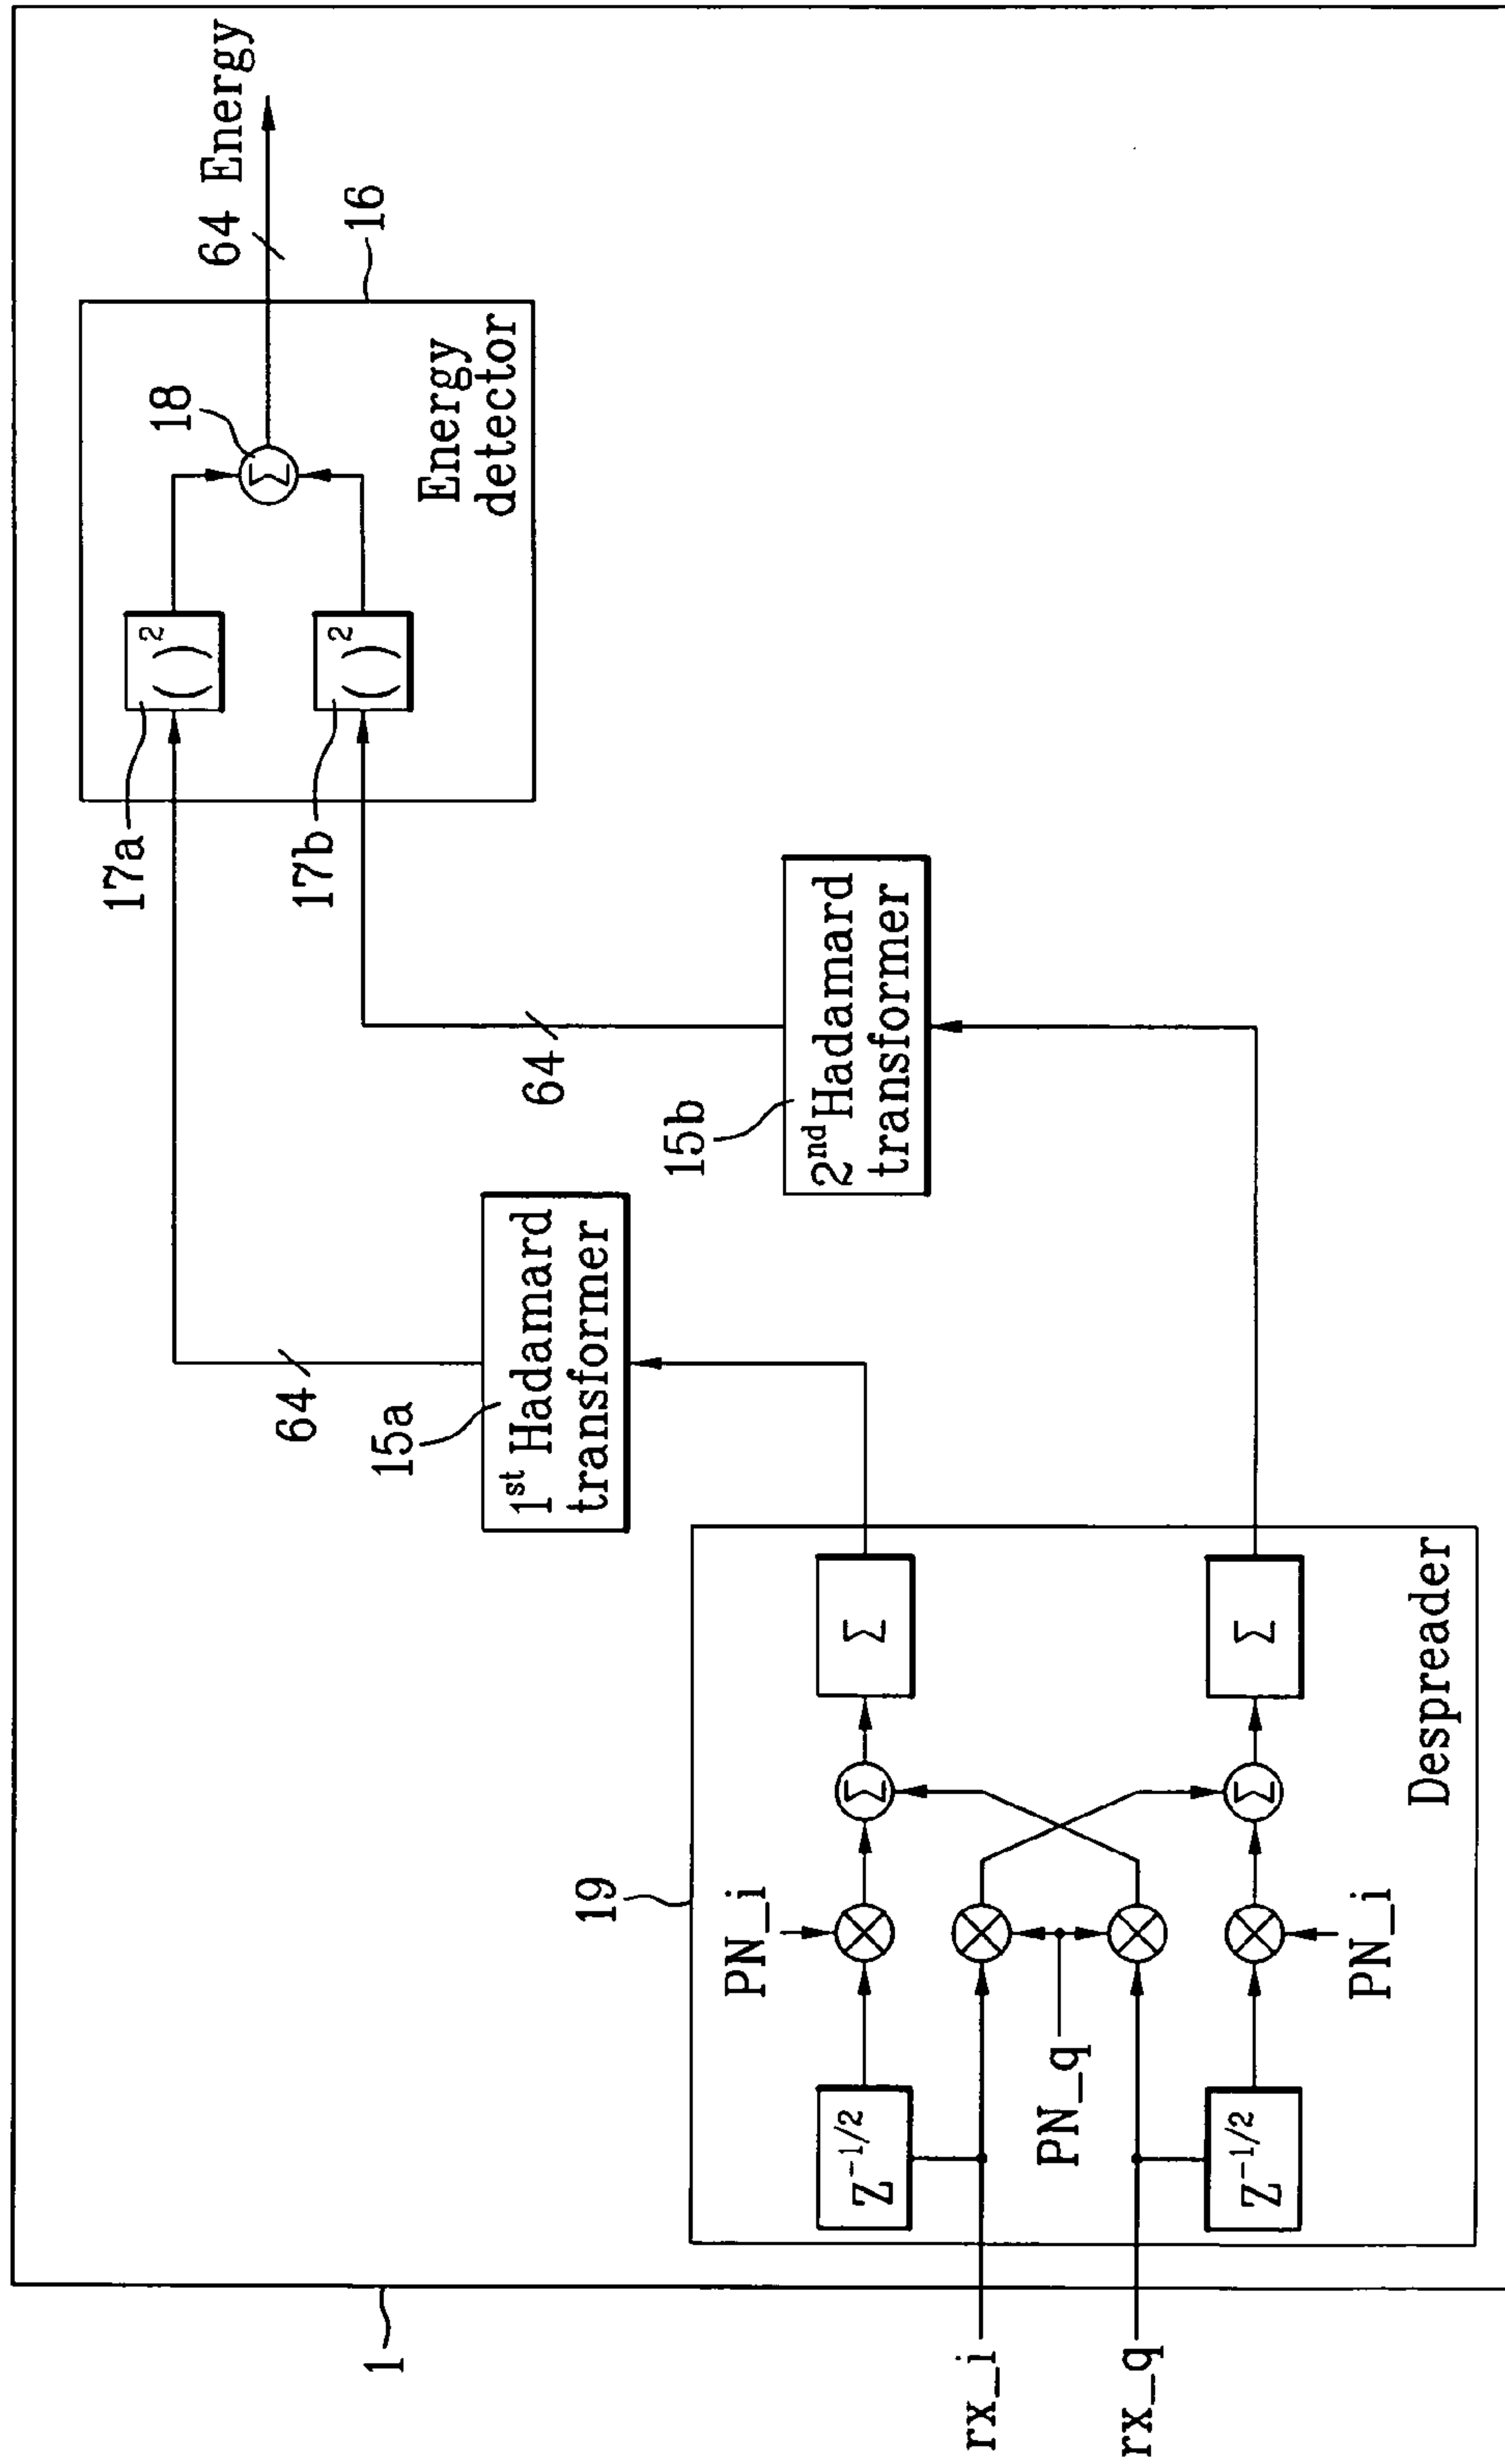 1
rx_i
rx_q
19
Z^-1/2
Z^-1/2
PN_i
PN_q
PN_i
Σ
Σ
Σ
Σ
Despreader
15a
1st Hadamard
transformer
64
15b
2nd Hadamard
transformer
64
17a
( )²
17b
( )²
18
Σ
Energy
detector
16
64 Energy